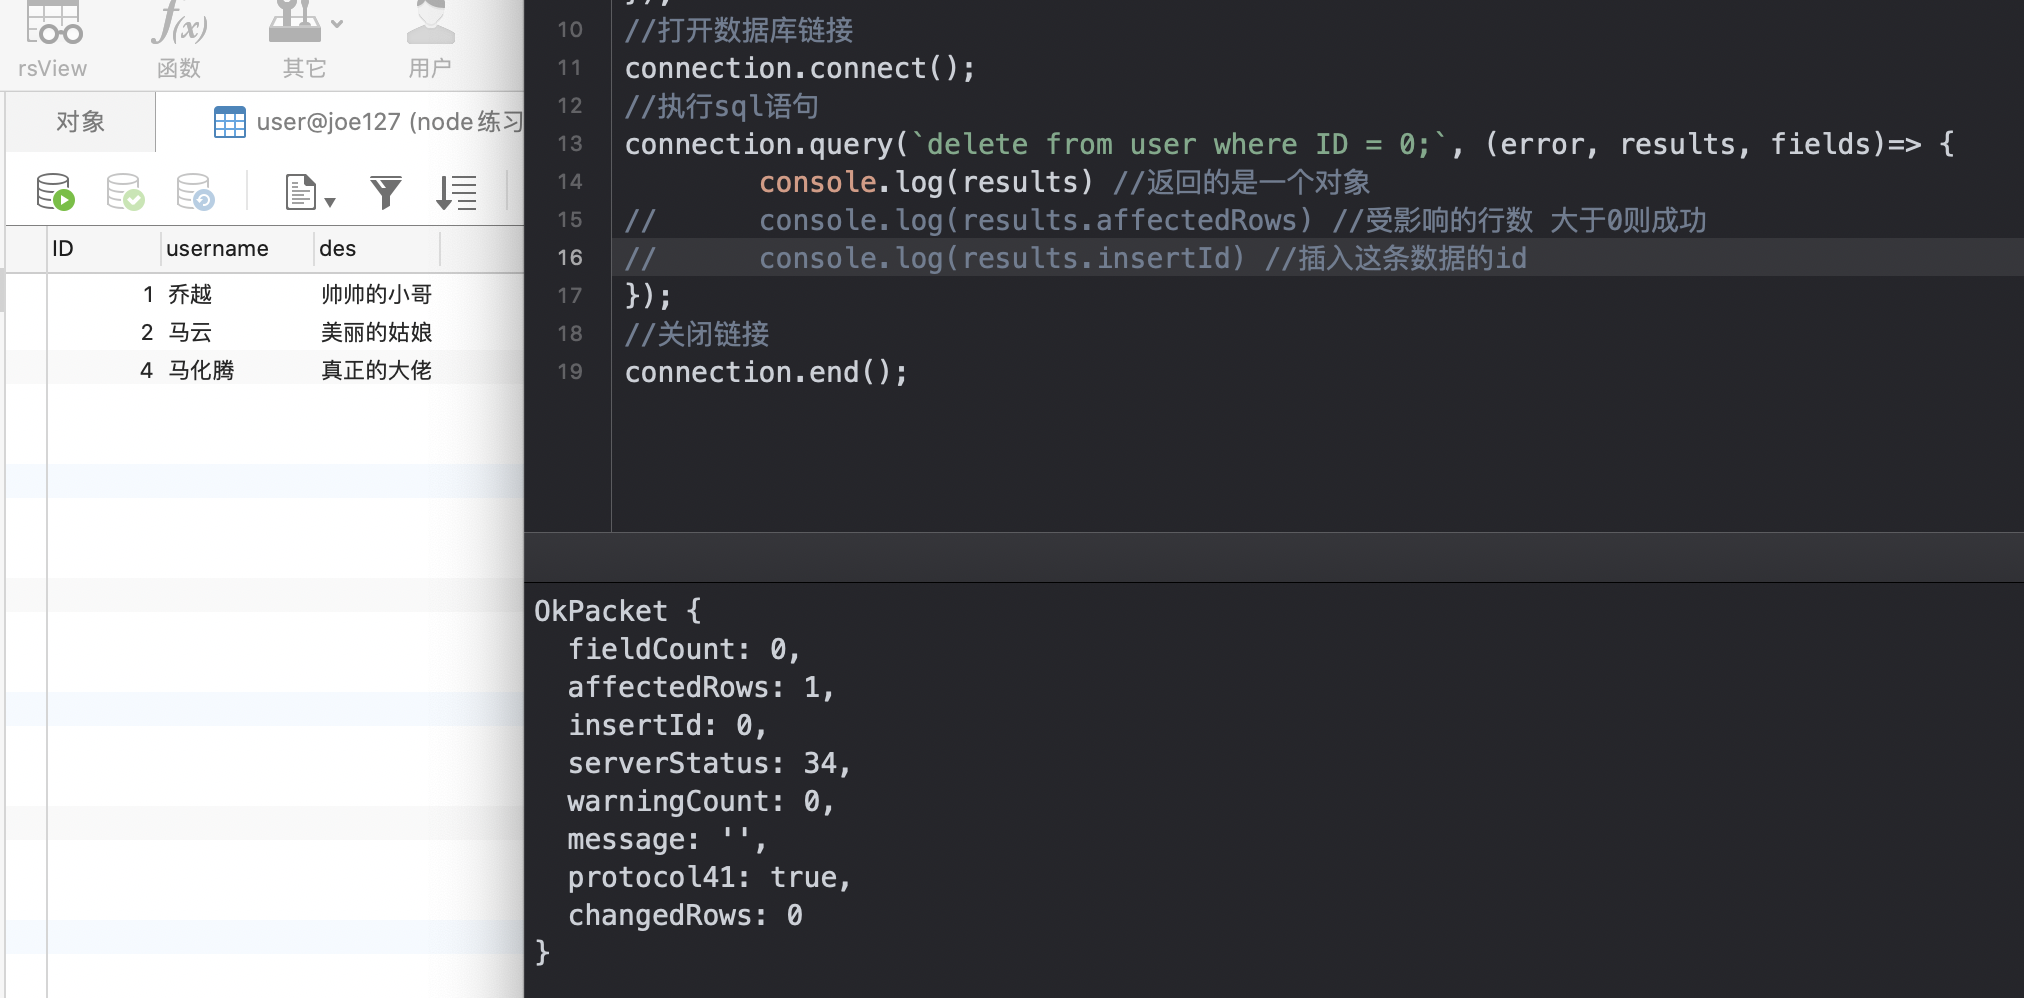 rsView 函数 其它 用户
对象 user@joe127 (node 练习
ID username des
1 乔越 帅帅的小哥
2 马云 美丽的姑娘
4 马化腾 真正的大佬
10 //打开数据库链接
11 connection.connect();
12 //执行sql语句
13 connection.query(`delete from user where ID = 0;`, (error, results, fields)=> {
14 console.log(results) //返回的是一个对象
15 // console.log(results.affectedRows) //受影响的行数 大于0则成功
16 // console.log(results.insertId) //插入这条数据的id
17 });
18 //关闭链接
19 connection.end();
OkPacket {
fieldCount: 0,
affectedRows: 1,
insertId: 0,
serverStatus: 34,
warningCount: 0,
message: '',
protocol41: true,
changedRows: 0
}